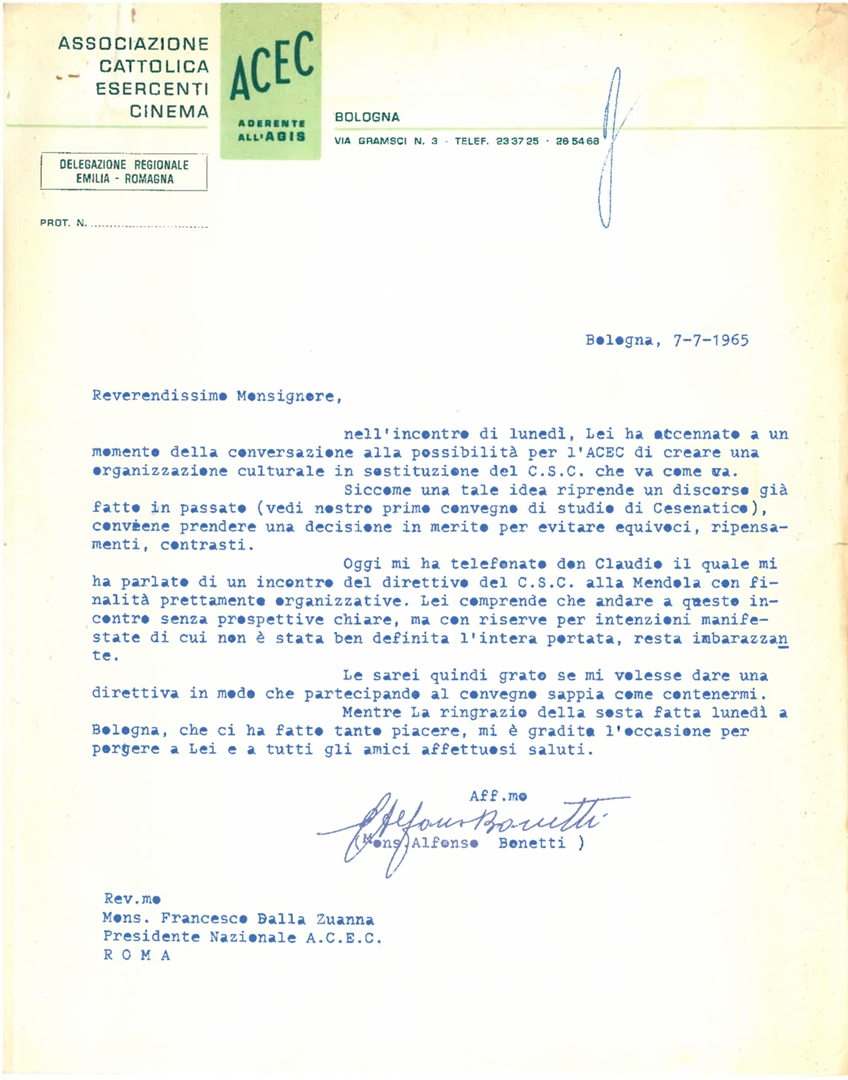 ASSOCIAZIONE
CATTOLICA
ESERCENTI
CINEMA
ACEC
ADERENTE
ALL'AGIS
BOLOGNA
VIA GRAMSCI N. 3 - TELEF. 23 37 25 - 26 54 68
DELEGAZIONE REGIONALE
EMILIA - ROMAGNA
PROT. N.
Bologna, 7-7-1965
Reverendissimo Monsignore,
nell'incontro di lunedì, Lei ha accennato a un
momento della conversazione alla possibilità per l'ACEC di creare una
organizzazione culturale in sostituzione del C.S.C. che va come va.
Siccome una tale idea riprende un discorso già
fatto in passato (vedi nostro primo convegno di studio di Cesenatico),
conviene prendere una decisione in merito per evitare equivoci, ripensa-
menti, contrasti.
Oggi mi ha telefonato don Claudio il quale mi
ha parlato di un incontro del direttivo del C.S.C. alla Mendola con fi-
nalità prettamente organizzative. Lei comprende che andare a questo in-
contro senza prospettive chiare, ma con riserve per intenzioni manife-
state di cui non è stata ben definita l'intera portata, resta imbarazzan
te.
Le sarei quindi grato se mi volesse dare una
direttiva in modo che partecipando al convegno sappia come contenermi.
Mentre La ringrazio della sosta fatta lunedì a
Bologna, che ci ha fatto tanto piacere, mi è gradita l'occasione per
porgere a Lei e a tutti gli amici affettuosi saluti.
Aff.mo
Alfonso Bonetti
(Mons. Alfonso Bonetti )
Rev.mo
Mons. Francesco Dalla Zuanna
Presidente Nazionale A.C.E.C.
R O M A